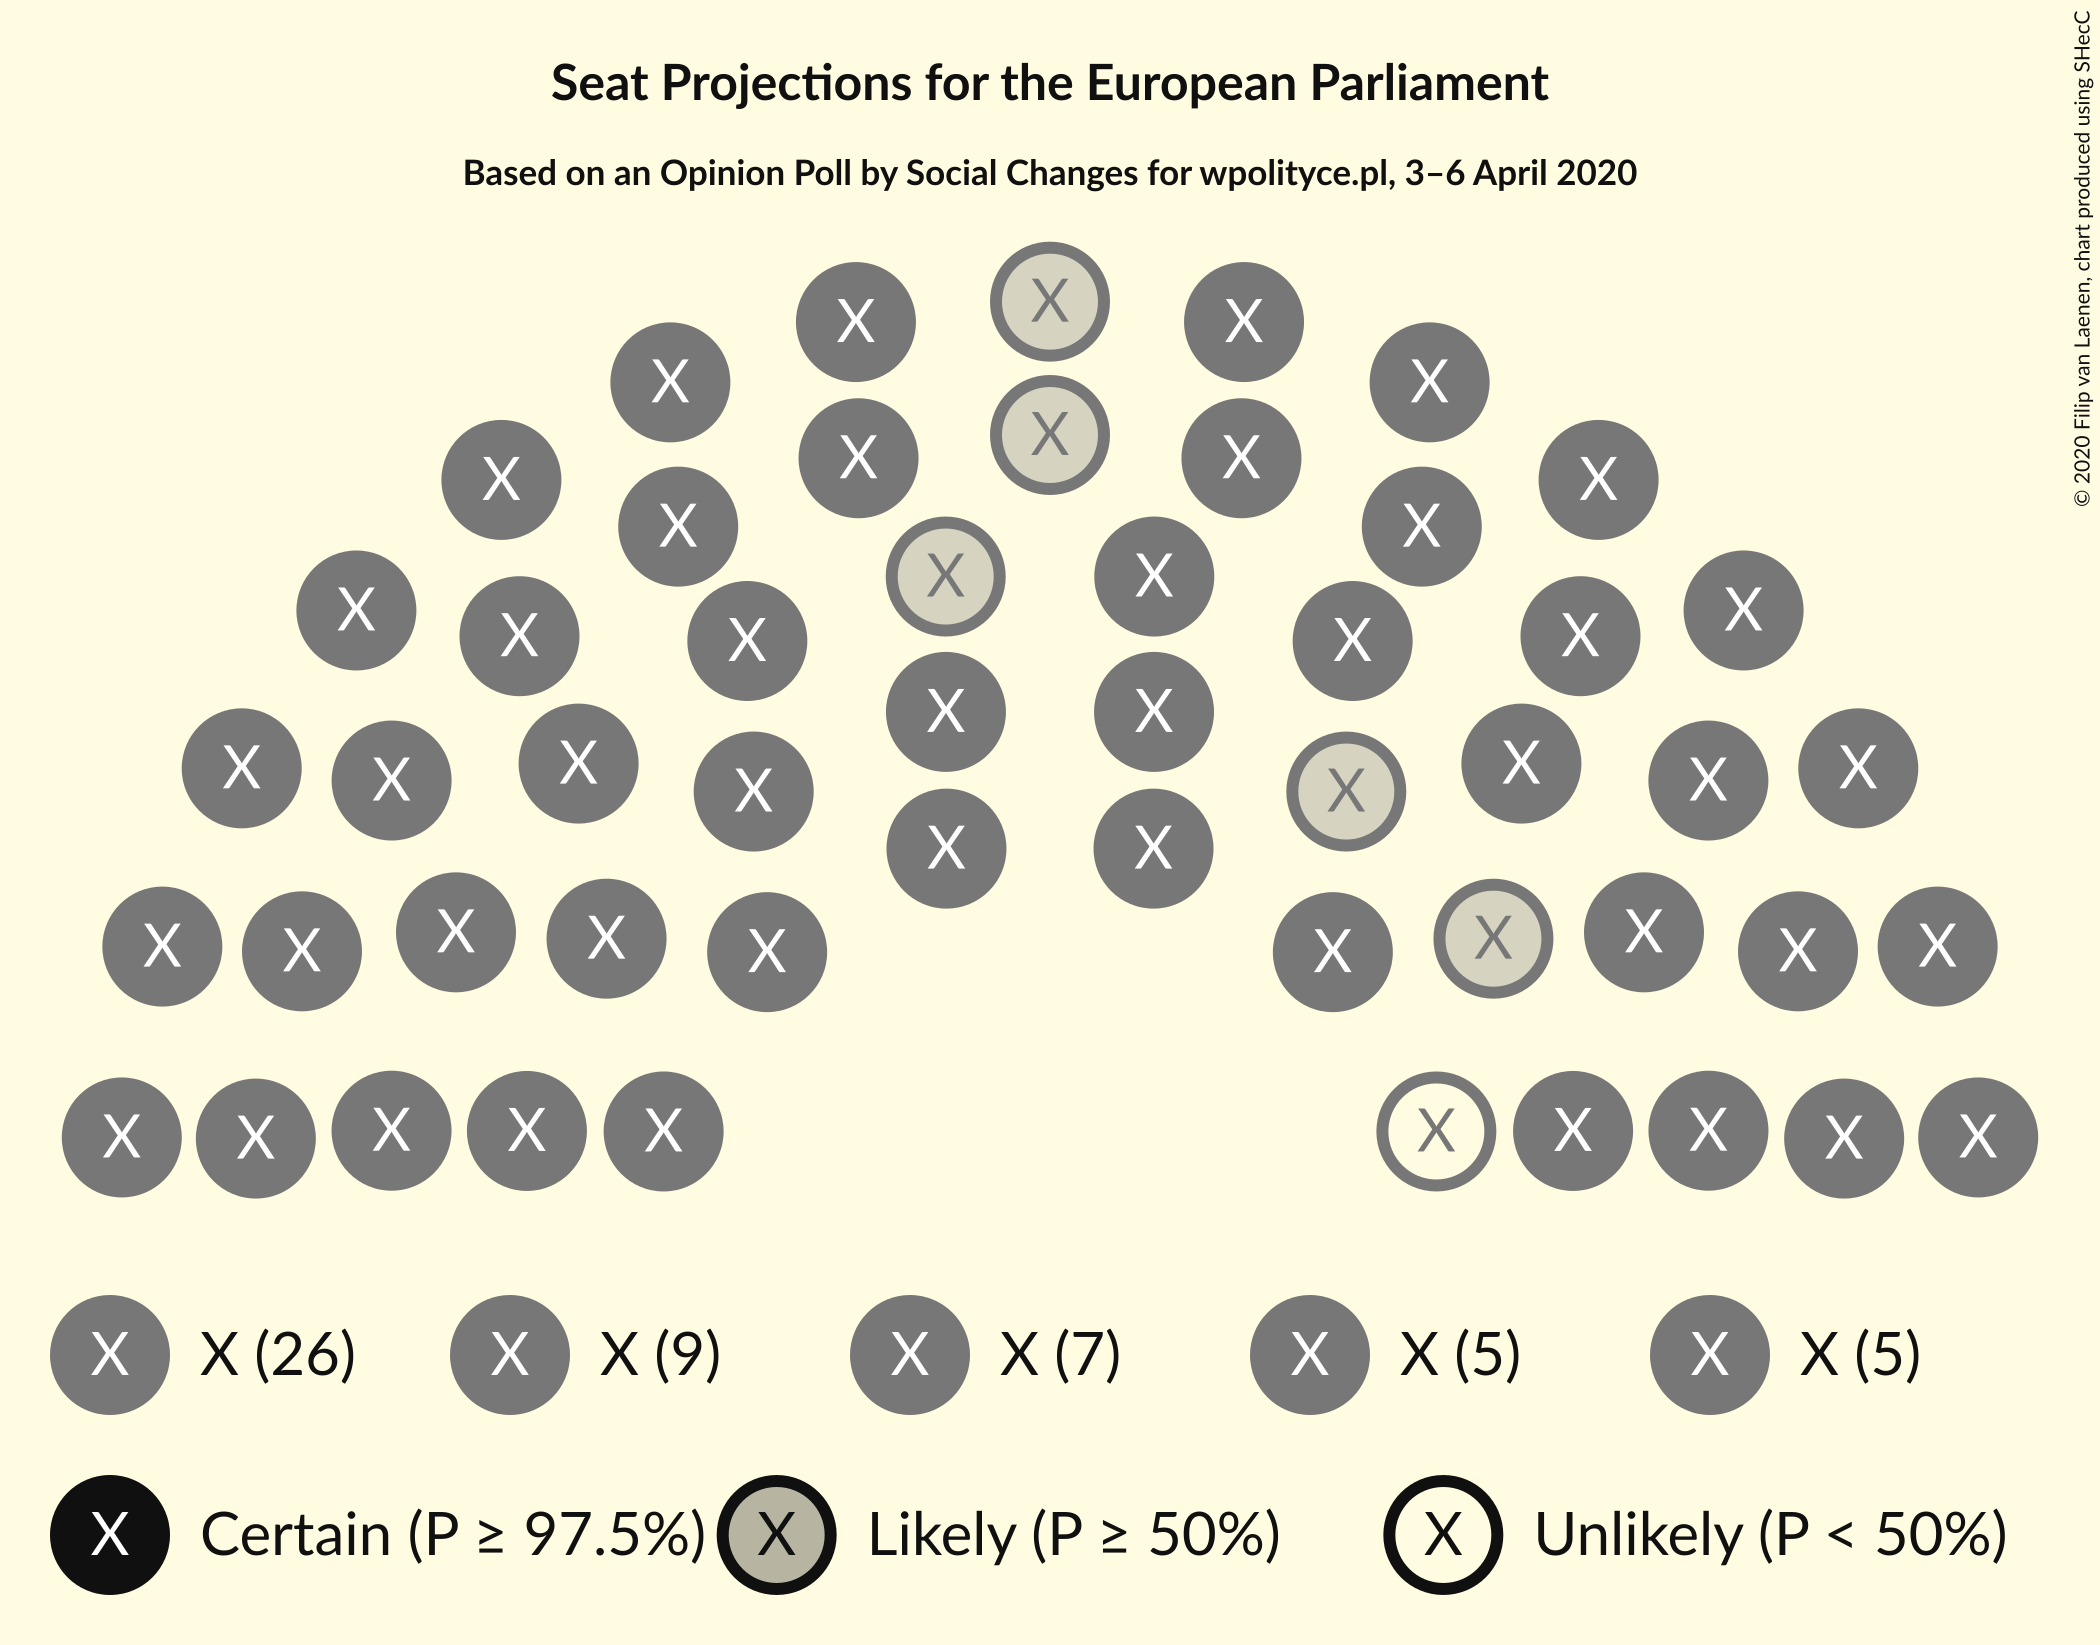 Seat Projections for the European Parliament
Based on an Opinion Poll by Social Changes for wpolityce.pl, 3–6 April 2020
© 2020 Filip van Laenen, chart produced using SHecC
X X X
X X
X X X
X X
X X
X X
X X X X X X
X X
X X X X X X X X
X X
X X X X X X X X X X
X X X X X X X X X X
X X (26) X X (9) X X (7) X X (5) X X (5)
X Certain (P ≥ 97.5%) X Likely (P ≥ 50%) X Unlikely (P < 50%)